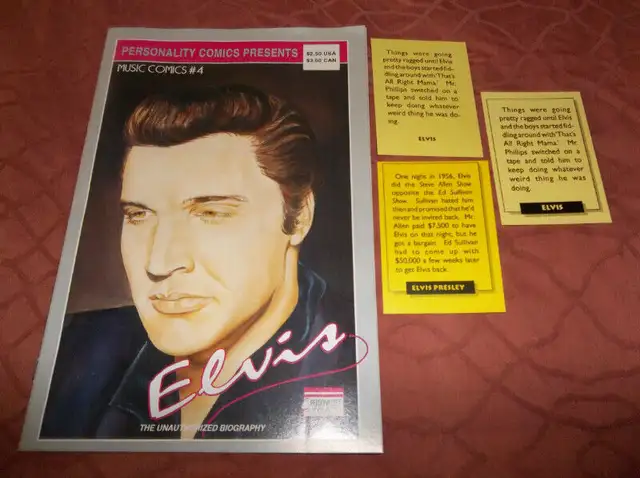 PERSONALITY COMICS PRESENTS
$2.50 USA
$3.50 CAN
MUSIC COMICS #4
Elvis
THE UNAUTHORIZED BIOGRAPHY
Things were going
pretty ragged until Elvis
and the boys started fid-
dling around with 'That's
All Right Mama.' Mr.
Phillips switched on a
tape and told him to
keep doing whatever
weird thing he was do-
ing.
ELVIS
One night in 1956, Elvis
did the Steve Allen Show
opposite the Ed Sullivan
Show. Sullivan hated him
then and promised that he'd
never be invited back. Mr.
Allen paid $7,500 to have
Elvis on that night, but he
got a bargain. Ed Sullivan
had to come up with
$50,000 a few weeks later
to get Elvis back.
ELVIS PRESLEY
Things were going
pretty ragged until Elvis
and the boys started fid-
dling around with 'That's
All Right Mama.' Mr.
Phillips switched on a
tape and told him to
keep doing whatever
weird thing he was
doing.
ELVIS